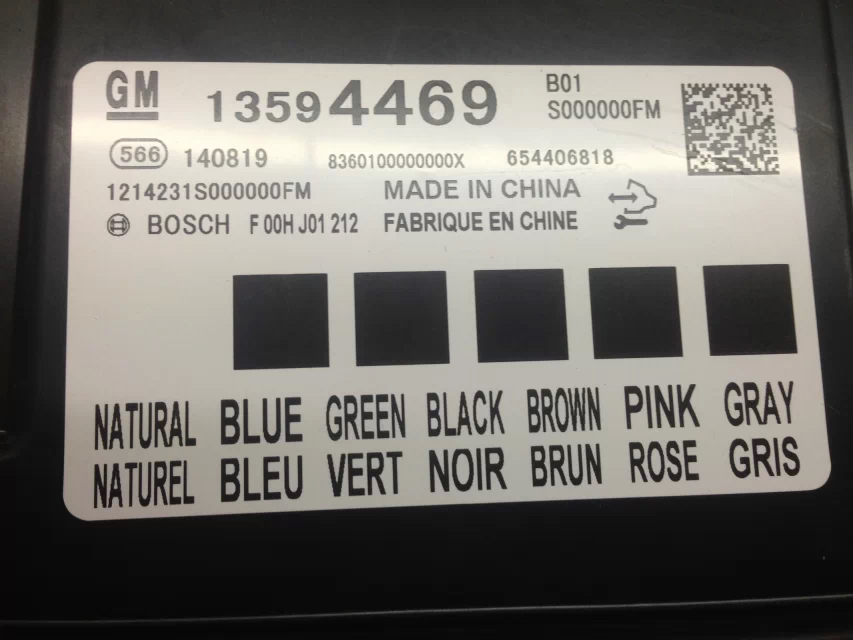 GM 13594469 B01
S000000FM
566 140819 8360100000000X 654406818
1214231S000000FM MADE IN CHINA
BOSCH F 00H J01 212 FABRIQUE EN CHINE
NATURAL BLUE GREEN BLACK BROWN PINK GRAY
NATUREL BLEU VERT NOIR BRUN ROSE GRIS